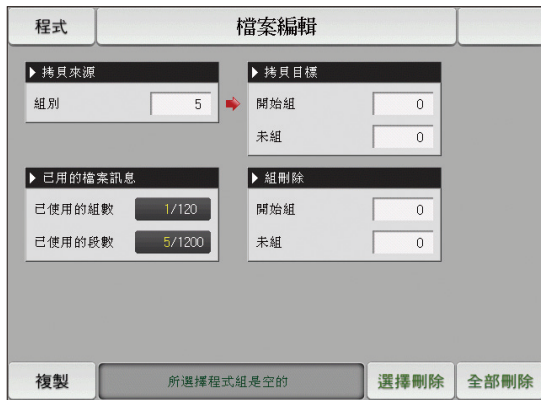 程式
檔案編輯
▶ 拷貝來源
組別 5
▶ 拷貝目標
開始組 0
未組 0
▶ 已用的檔案訊息
已使用的組數 1/120
已使用的段數 5/1200
▶ 組刪除
開始組 0
未組 0
複製
所選擇程式組是空的
選擇刪除
全部刪除